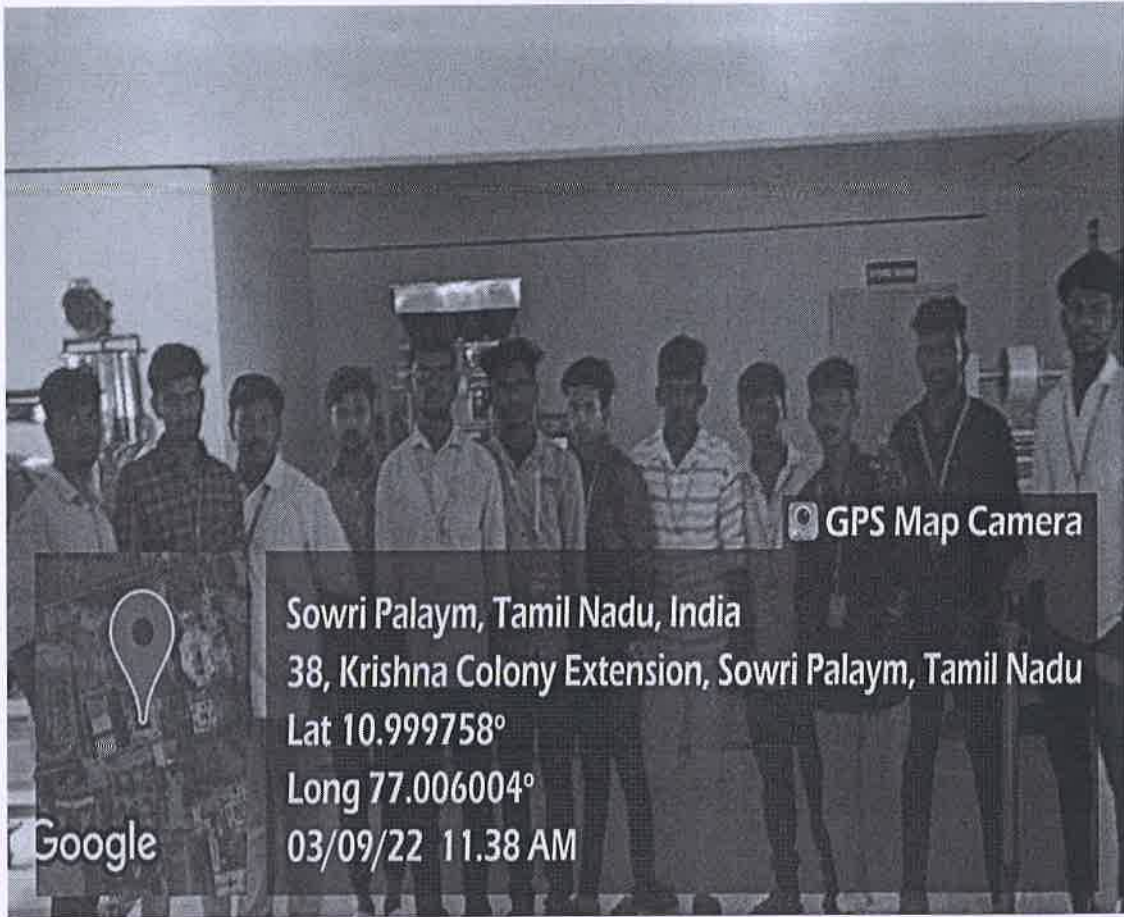 GPS Map Camera
Sowri Palaym, Tamil Nadu, India
38, Krishna Colony Extension, Sowri Palaym, Tamil Nadu
Lat 10.999758°
Long 77.006004°
03/09/22 11.38 AM
Google